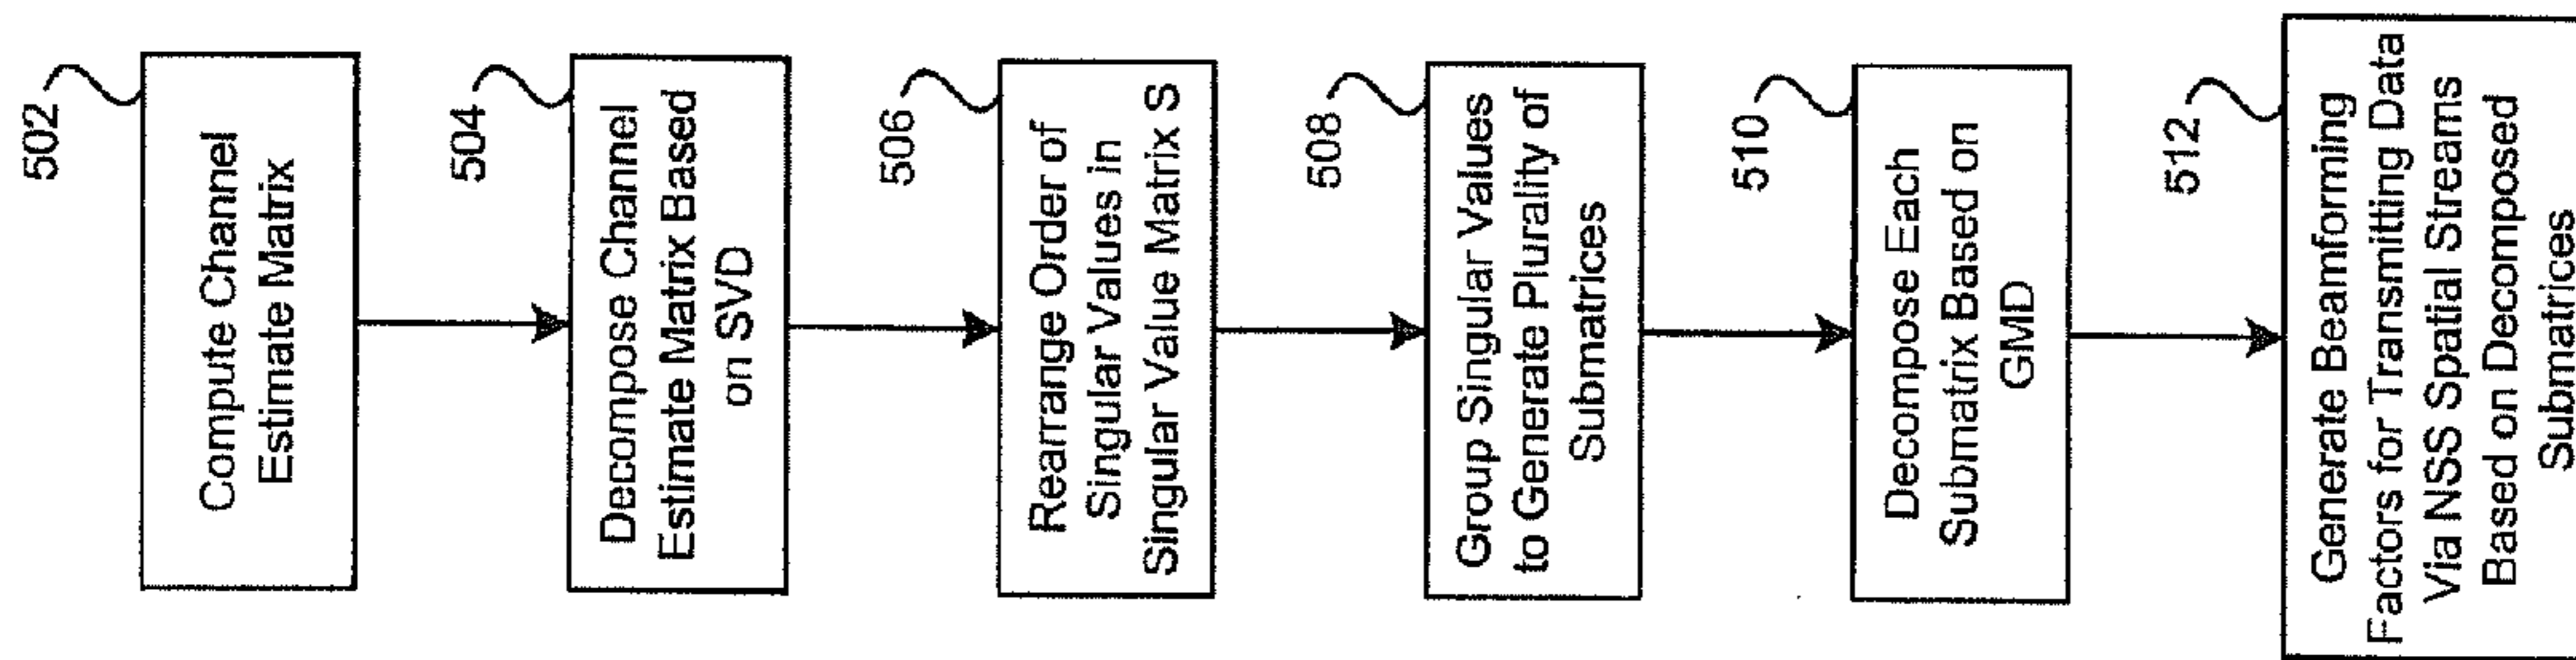 502
Compute Channel
Estimate Matrix
504
Decompose Channel
Estimate Matrix Based
on SVD
506
Rearrange Order of
Singular Values in
Singular Value Matrix S
508
Group Singular Values
to Generate Plurality of
Submatrices
510
Decompose Each
Submatrix Based on
GMD
512
Generate Beamforming
Factors for Transmitting Data
Via NSS Spatial Streams
Based on Decomposed
Submatrices